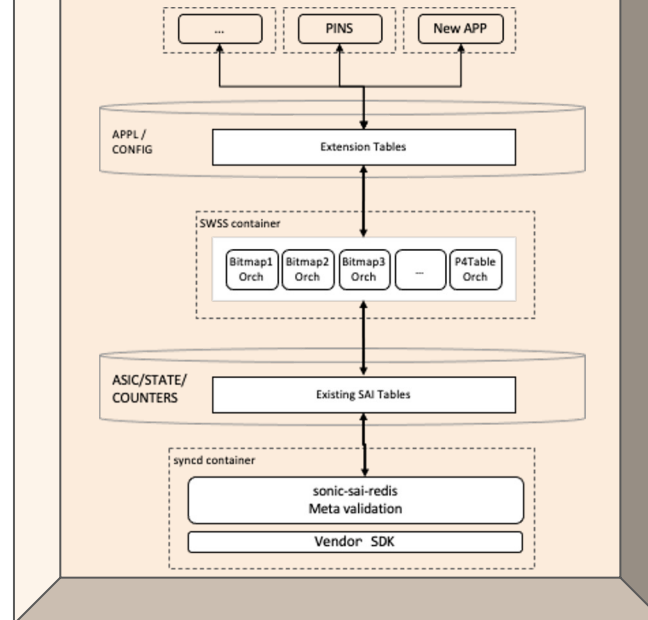 ...
PINS
New APP
APPL /
CONFIG
Extension Tables
SWSS container
Bitmap1
Orch
Bitmap2
Orch
Bitmap3
Orch
...
P4Table
Orch
ASIC/STATE/
COUNTERS
Existing SAI Tables
syncd container
sonic-sai-redis
Meta validation
Vendor SDK